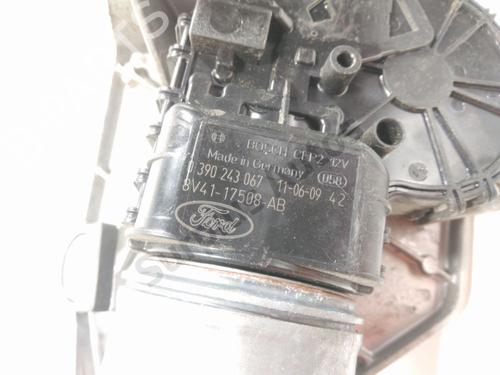 BOSCH CEP2 12V
Made in Germany (058)
0 390 243 067 11-06-09 42
8V41-17508-AB
Ford